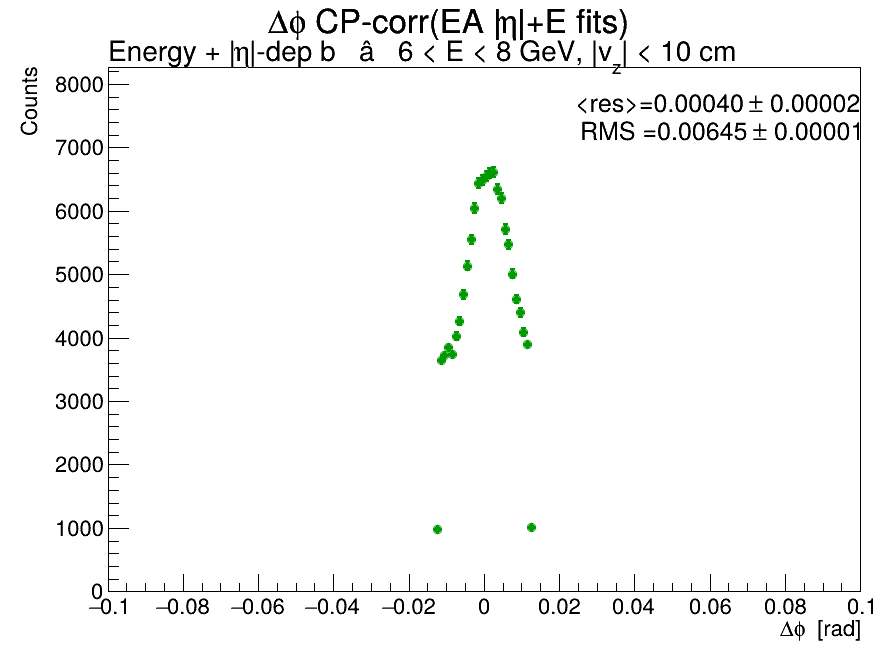 Δϕ CP-corr(EA |η|+E fits)
Energy + |η|-dep b â 6 < E < 8 GeV, |v_z| < 10 cm
Counts
<res>=0.00040 ± 0.00002
RMS =0.00645 ± 0.00001
8000
7000
6000
5000
4000
3000
2000
1000
0
−0.1 −0.08 −0.06 −0.04 −0.02 0 0.02 0.04 0.06 0.08 0.1
Δϕ [rad]